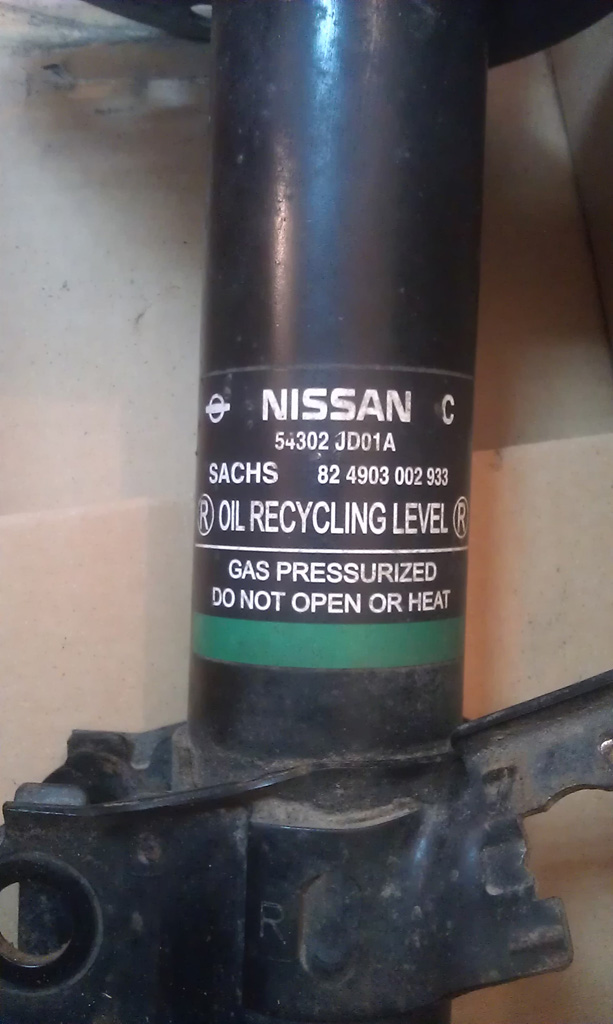 NISSAN C
54302 JD01A
SACHS 82 4903 002 933
Ⓡ OIL RECYCLING LEVEL Ⓡ
GAS PRESSURIZED
DO NOT OPEN OR HEAT
R